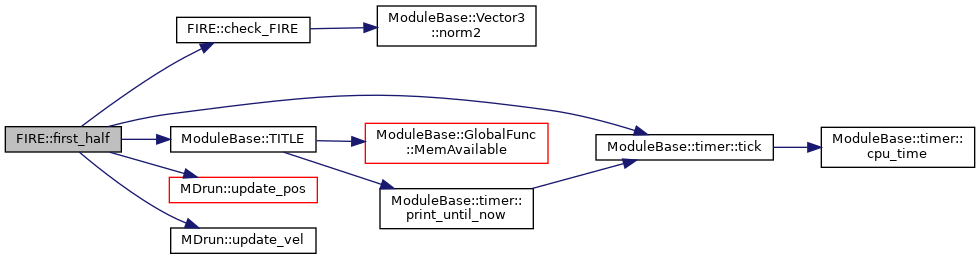 FIRE::first_half
FIRE::check_FIRE
ModuleBase::Vector3
::norm2
ModuleBase::TITLE
ModuleBase::GlobalFunc
::MemAvailable
ModuleBase::timer::tick
ModuleBase::timer::
cpu_time
MDrun::update_pos
ModuleBase::timer::
print_until_now
MDrun::update_vel